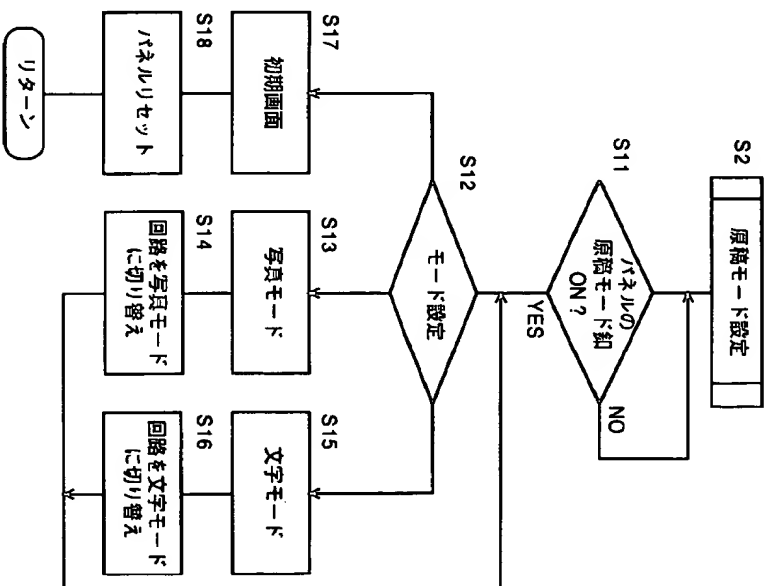 S2
原稿モード設定
S11
パネルの
原稿モード釦
ON？
NO
YES
S12
モード設定
S17
初期画面
S13
写真モード
S15
文字モード
S18
パネルリセット
S14
回路を写真モード
に切り替え
S16
回路を文字モード
に切り替え
リターン